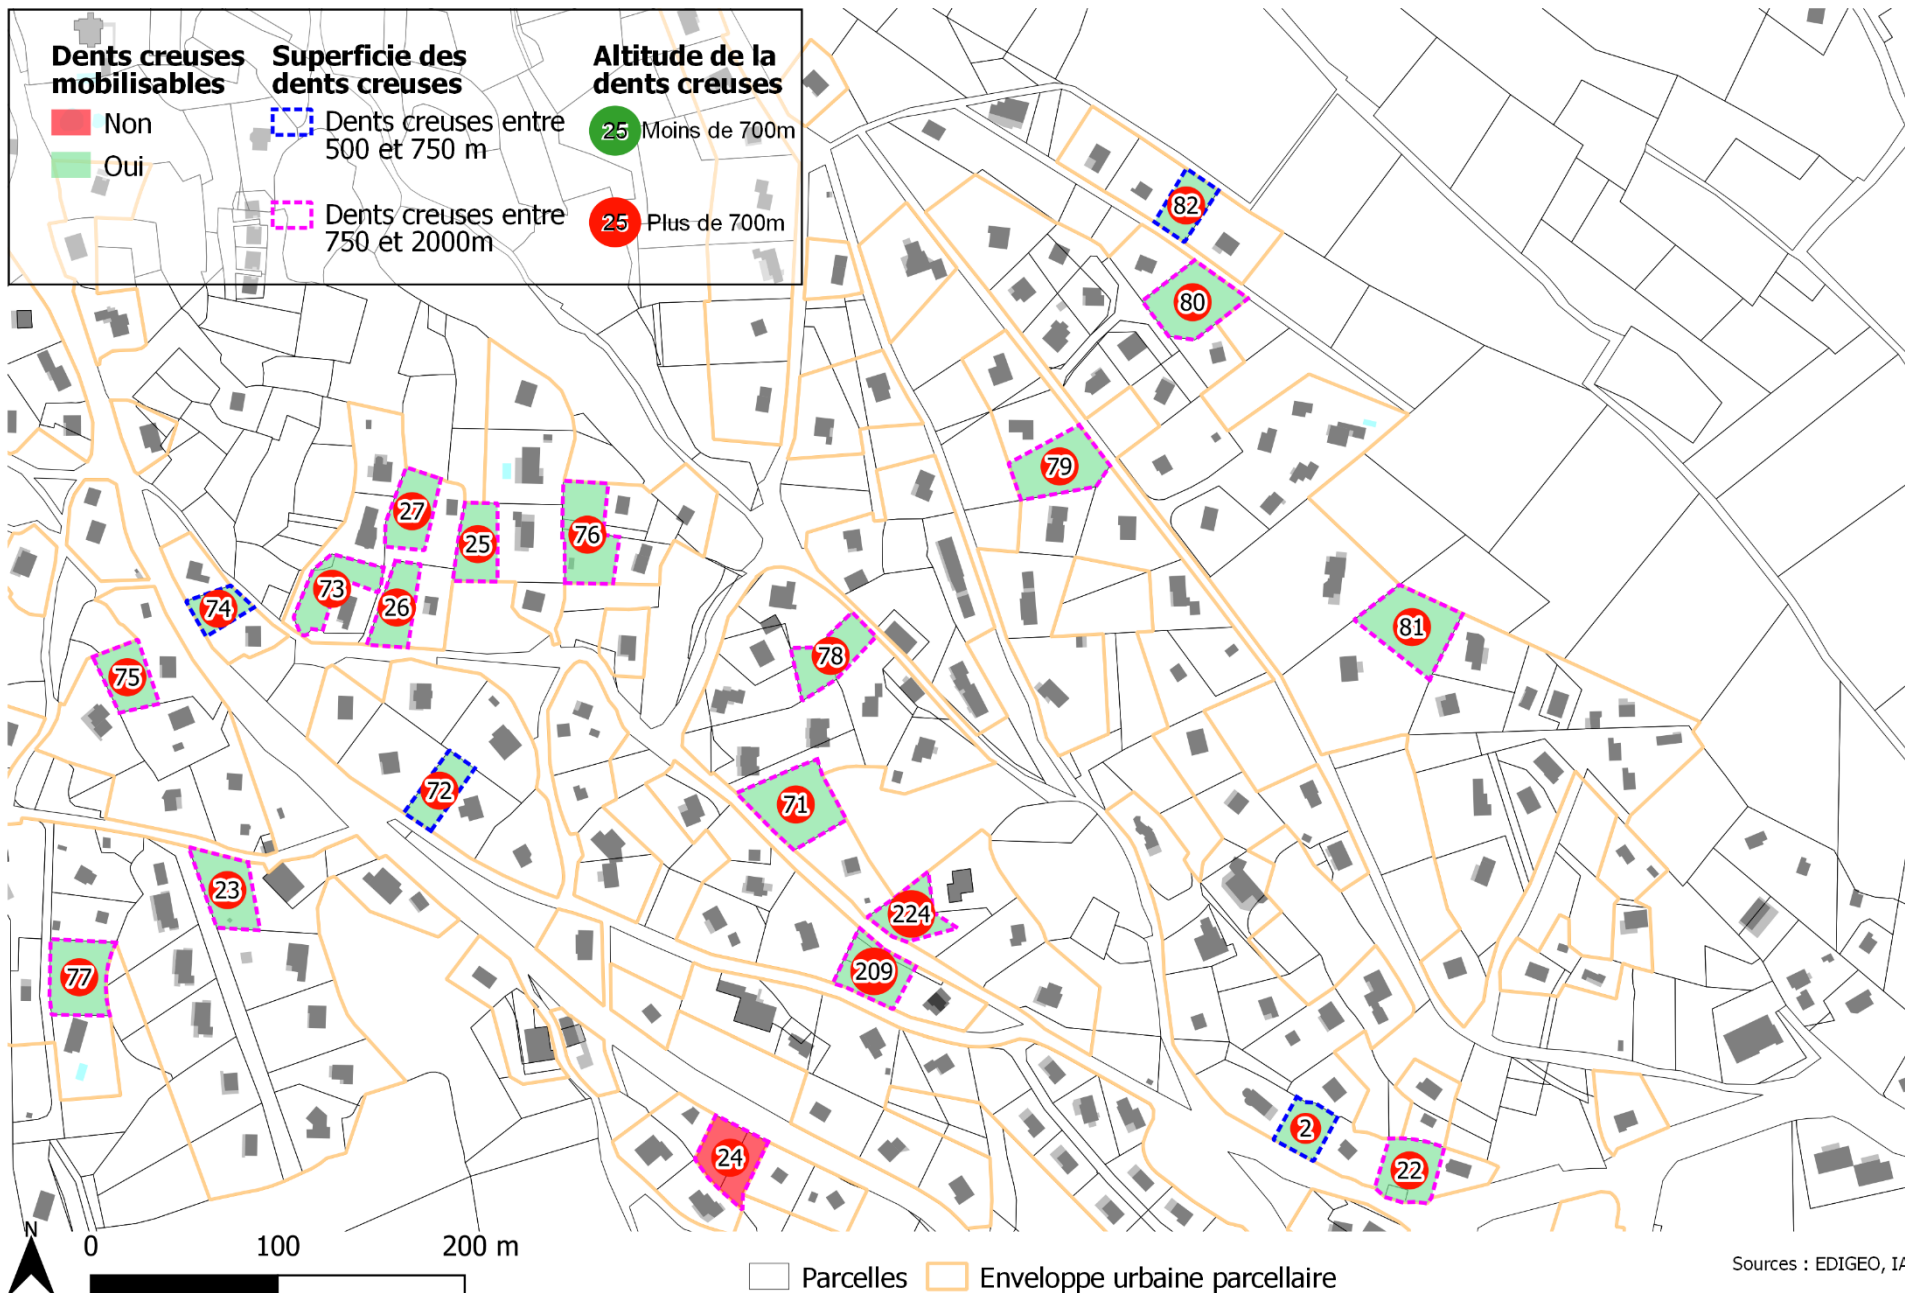 Dents creuses
mobilisables
Non
Oui
Superficie des
dents creuses
Dents creuses entre
500 et 750 m
Dents creuses entre
750 et 2000m
Altitude de la
dents creuses
25 Moins de 700m
25 Plus de 700m
82
80
79
27
25
76
73
26
74
75
78
81
72
71
23
224
209
77
2
24
22
N
0 100 200 m
Parcelles
Enveloppe urbaine parcellaire
Sources : EDIGEO, IA